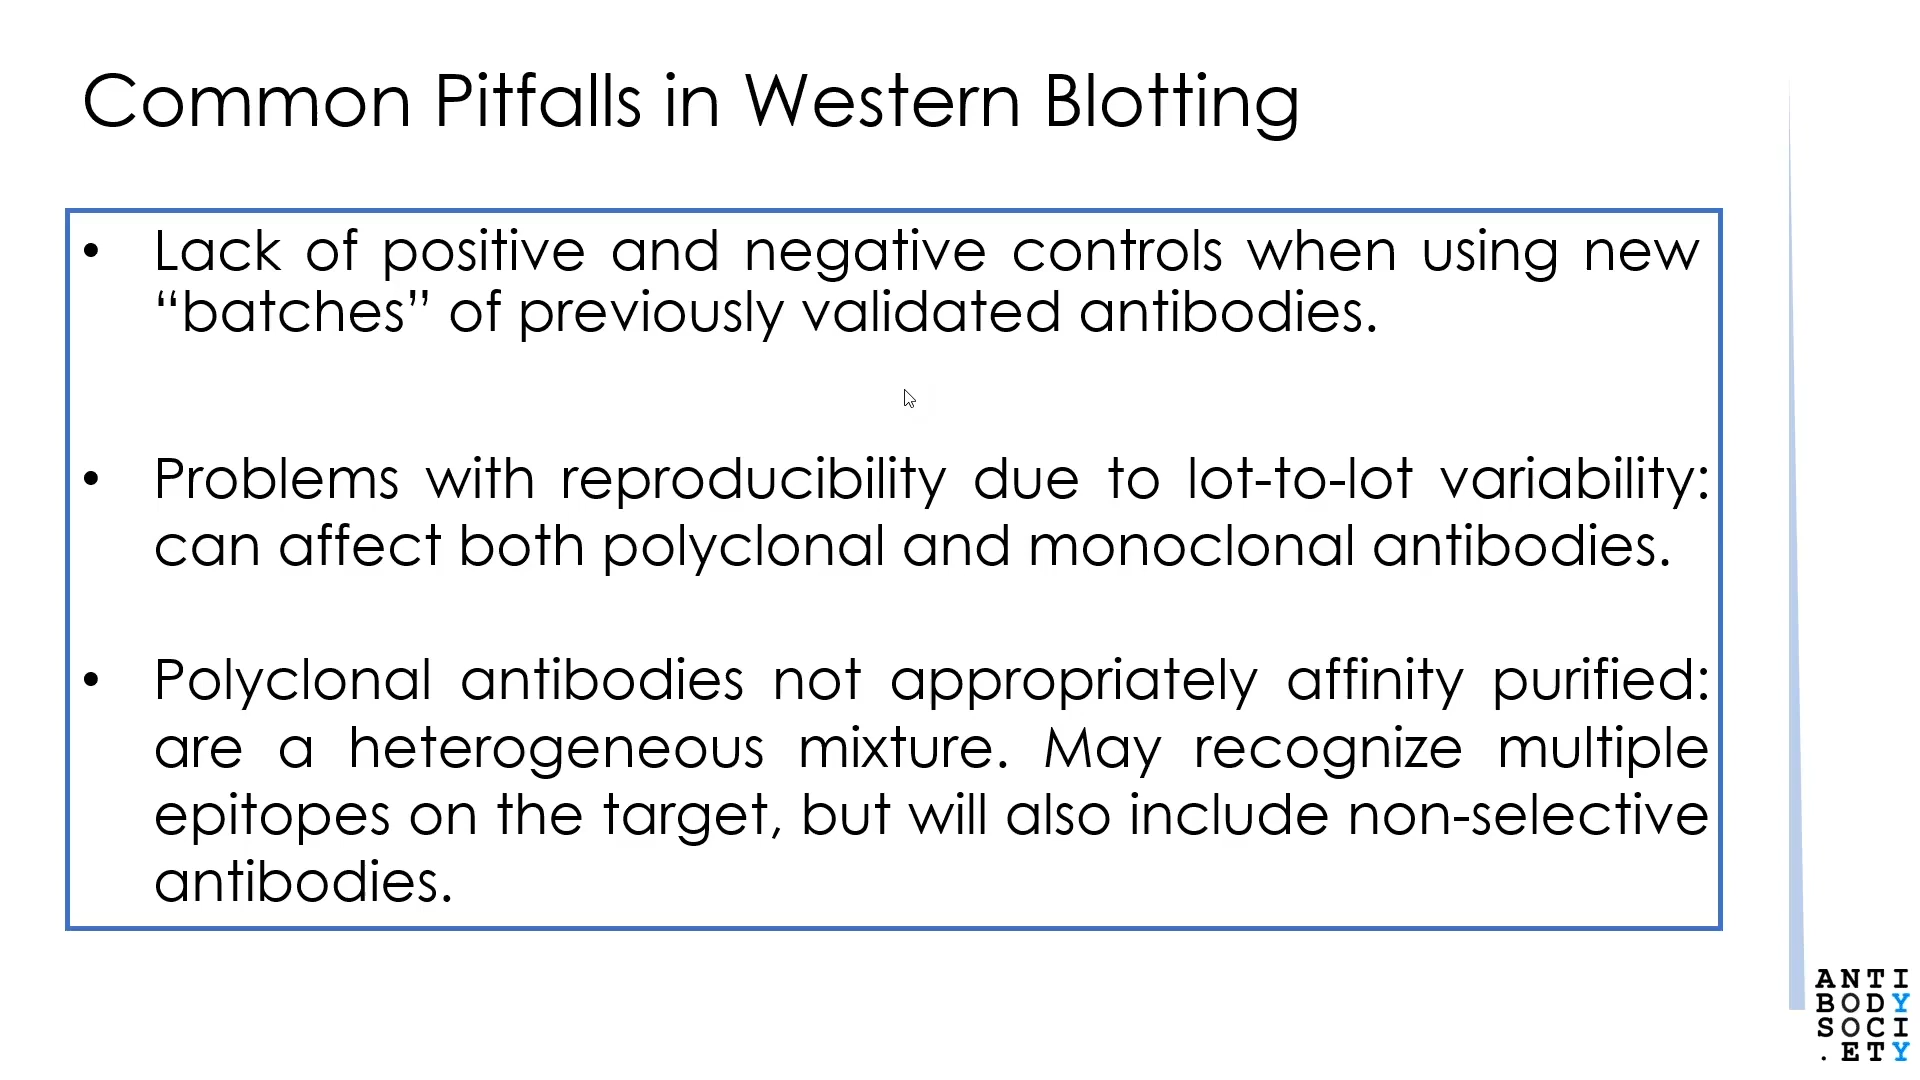 Common Pitfalls in Western Blotting
• Lack of positive and negative controls when using new
“batches” of previously validated antibodies.
• Problems with reproducibility due to lot-to-lot variability:
can affect both polyclonal and monoclonal antibodies.
• Polyclonal antibodies not appropriately affinity purified:
are a heterogeneous mixture. May recognize multiple
epitopes on the target, but will also include non-selective
antibodies.
ANTI
BODY
SOCI
.ETY